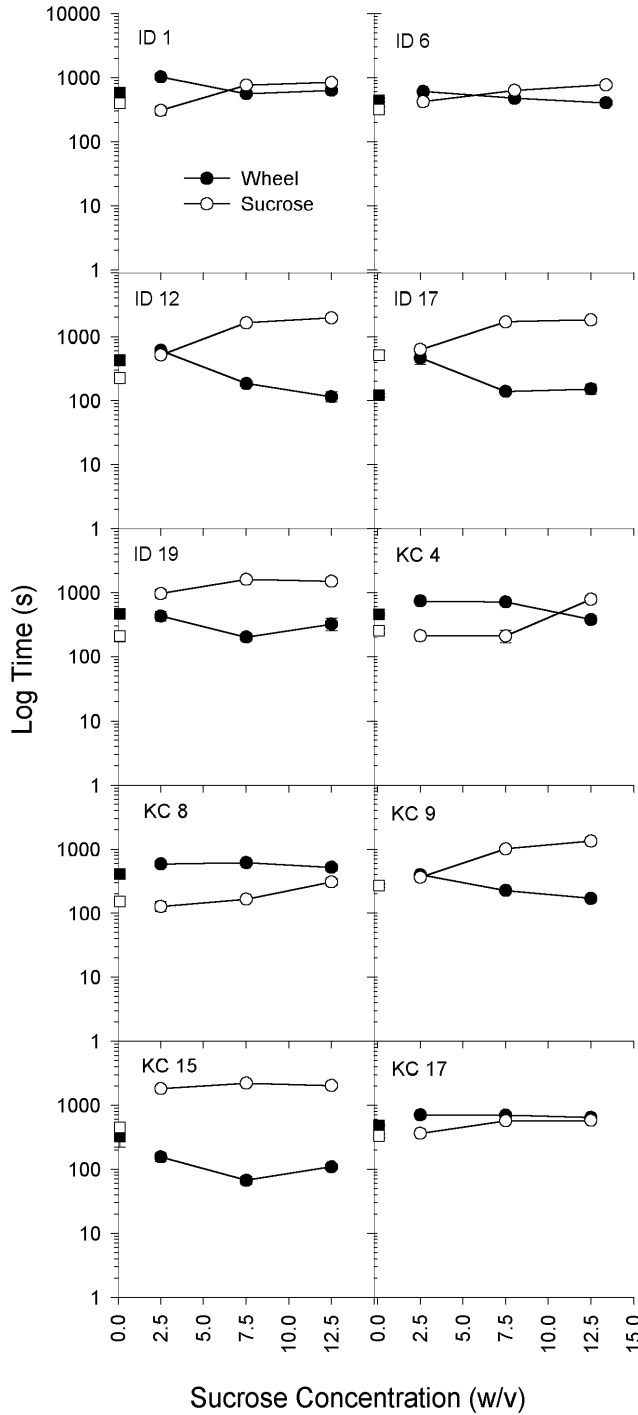 10000
ID 1
ID 6
1000
100
Wheel
Sucrose
10
1
ID 12
ID 17
1000
100
10
1
ID 19
KC 4
1000
100
Log Time (s)
10
1
KC 8
KC 9
1000
100
10
1
KC 15
KC 17
1000
100
10
1
0.0 2.5 5.0 7.5 10.0 12.5 0.0 2.5 5.0 7.5 10.0 12.5 15.0
Sucrose Concentration (w/v)